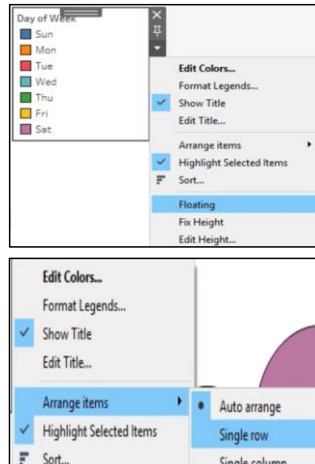 Day of Week
Sun
Mon
Tue
Wed
Thu
Fri
Sat
Edit Colors...
Format Legends...
Show Title
Edit Title...
Arrange items
Highlight Selected Items
Sort...
Floating
Fix Height
Edit Height...
Edit Colors...
Format Legends...
Show Title
Edit Title...
Arrange items
Auto arrange
Highlight Selected Items
Single row
Sort...
Single column